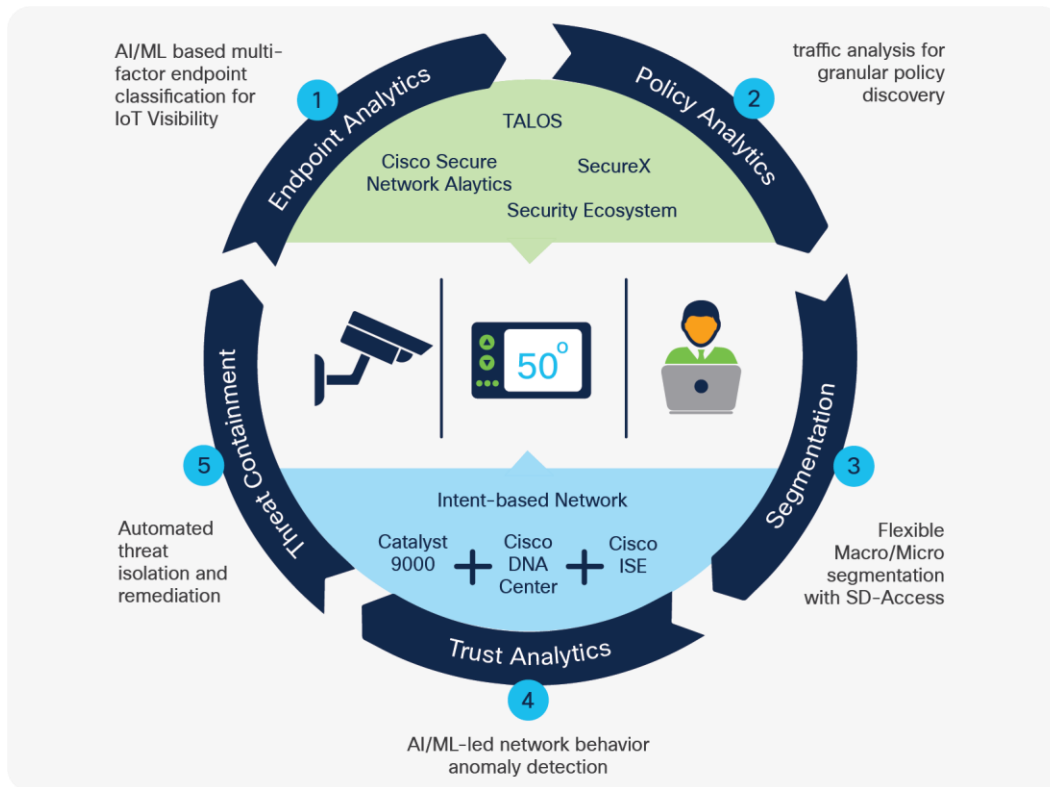 AI/ML based multi-
factor endpoint
classification for
IoT Visibility
1
Endpoint Analytics
Policy Analytics
2
traffic analysis for
granular policy
discovery
TALOS
Cisco Secure
Network Alaytics
SecureX
Security Ecosystem
50°
Segmentation
3
Flexible
Macro/Micro
segmentation
with SD-Access
Intent-based Network
Catalyst
9000
+
Cisco
DNA
Center
+
Cisco
ISE
Trust Analytics
4
AI/ML-led network behavior
anomaly detection
Threat Containment
5
Automated
threat
isolation and
remediation